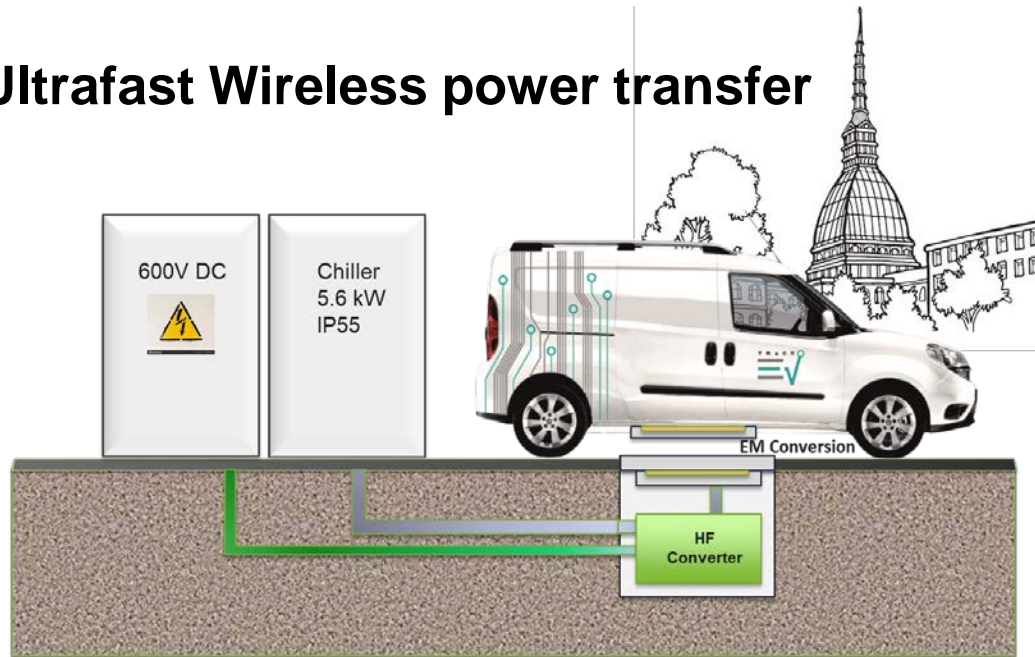 Ultrafast Wireless power transfer
600V DC
Chiller
5.6 kW
IP55
EM Conversion
HF
Converter